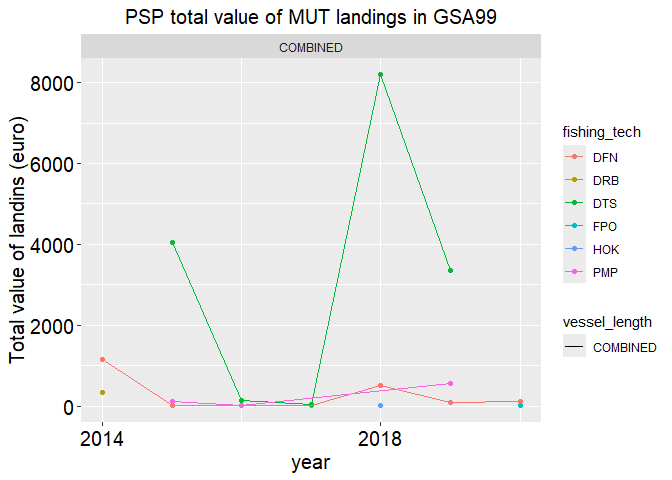 PSP total value of MUT landings in GSA99
COMBINED
Total value of landins (euro)
8000
6000
4000
2000
0
2014
2018
year
fishing_tech
DFN
DRB
DTS
FPO
HOK
PMP
vessel_length
COMBINED